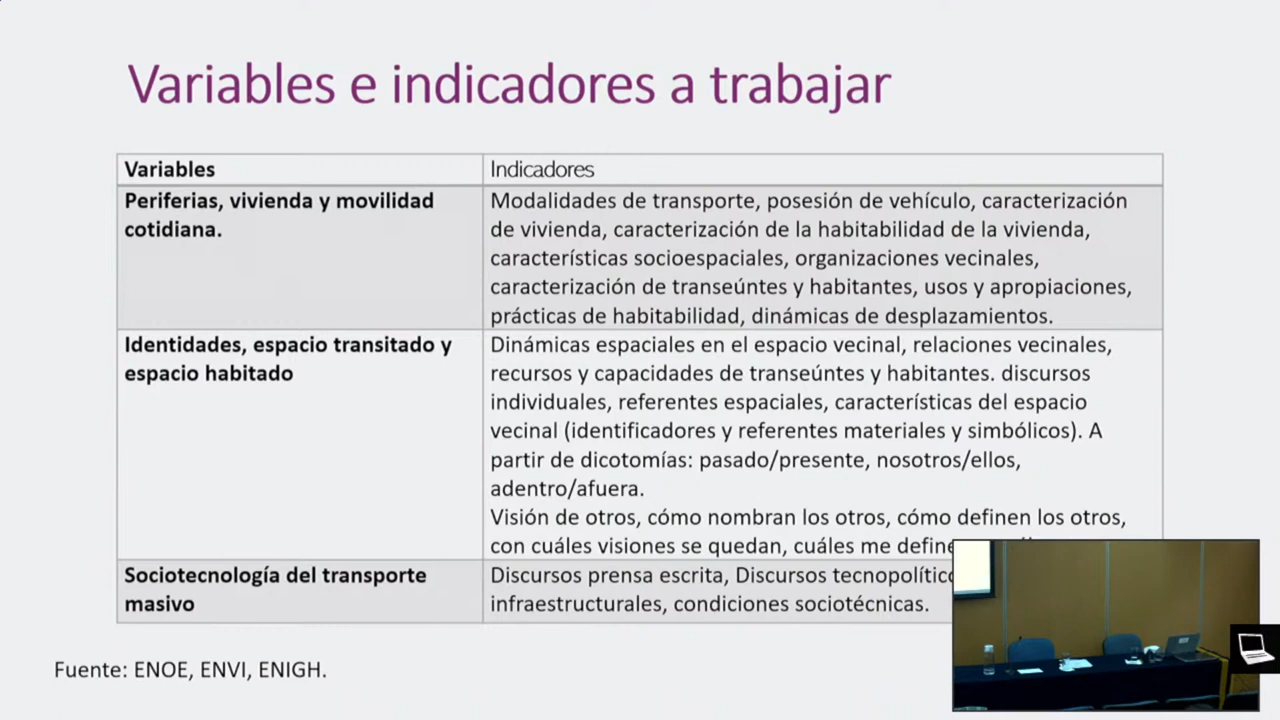 Variables e indicadores a trabajar
Variables
Indicadores
Periferias, vivienda y movilidad
cotidiana.
Modalidades de transporte, posesión de vehículo, caracterización
de vivienda, caracterización de la habitabilidad de la vivienda,
características socioespaciales, organizaciones vecinales,
caracterización de transeúntes y habitantes, usos y apropiaciones,
prácticas de habitabilidad, dinámicas de desplazamientos.
Identidades, espacio transitado y
espacio habitado
Dinámicas espaciales en el espacio vecinal, relaciones vecinales,
recursos y capacidades de transeúntes y habitantes. discursos
individuales, referentes espaciales, características del espacio
vecinal (identificadores y referentes materiales y simbólicos). A
partir de dicotomías: pasado/presente, nosotros/ellos,
adentro/afuera.
Visión de otros, cómo nombran los otros, cómo definen los otros,
con cuáles visiones se quedan, cuáles me
Sociotecnología del transporte
masivo
Discursos prensa escrita, Discursos
infraestructurales, condiciones sociotécnicas.
Fuente: ENOE, ENVI, ENIGH.